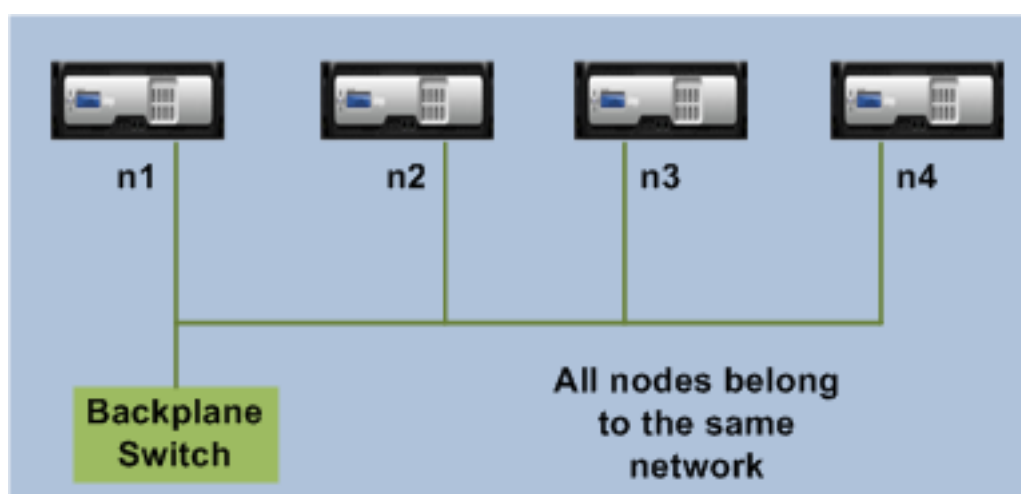 n1
n2
n3
n4
Backplane
Switch
All nodes belong
to the same
network